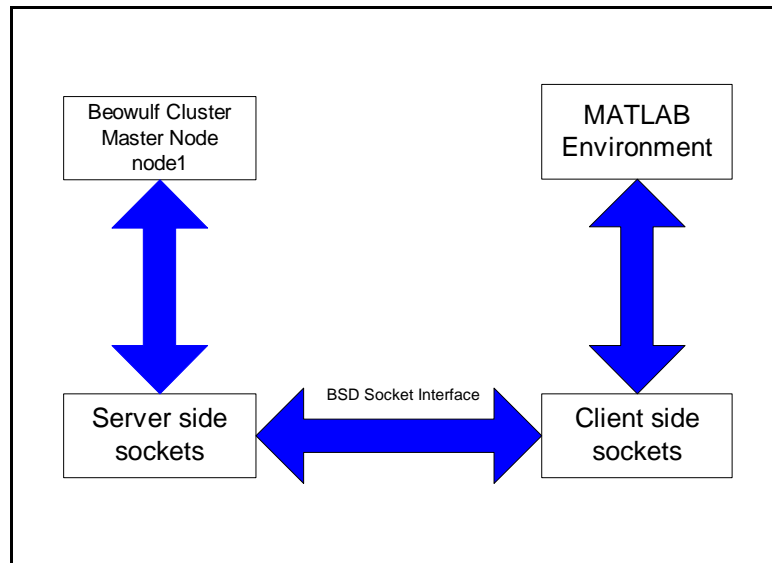 Beowulf Cluster
Master Node
node1
MATLAB
Environment
BSD Socket Interface
Server side
sockets
Client side
sockets